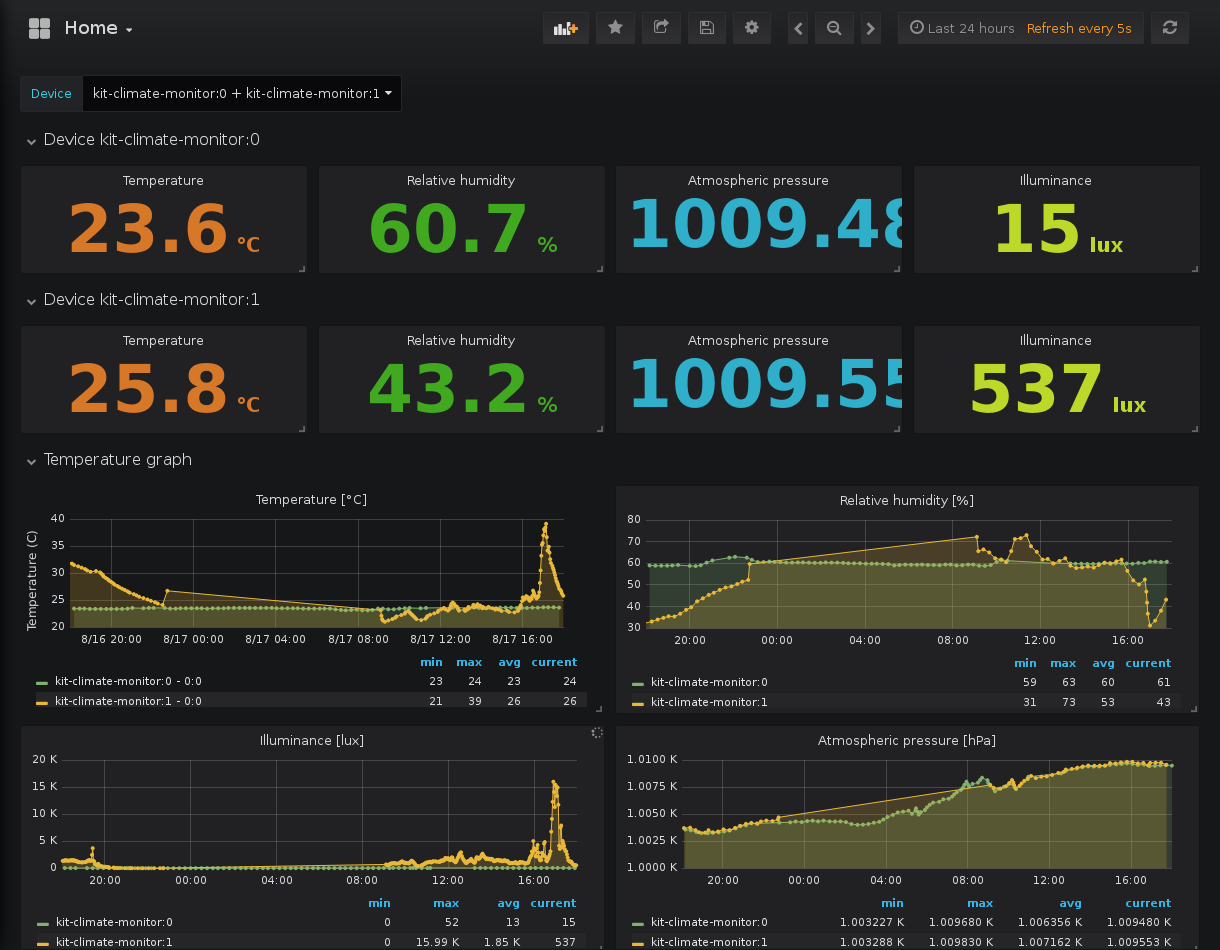 Home
Last 24 hours Refresh every 5s
Device kit-climate-monitor:0 + kit-climate-monitor:1
Device kit-climate-monitor:0
Temperature Relative humidity Atmospheric pressure Illuminance
23.6 °C 60.7 % 1009.48 15 lux
Device kit-climate-monitor:1
Temperature Relative humidity Atmospheric pressure Illuminance
25.8 °C 43.2 % 1009.55 537 lux
Temperature graph
Temperature [°C]
Temperature (C)
40
35
30
25
20
8/16 20:00 8/17 00:00 8/17 04:00 8/17 08:00 8/17 12:00 8/17 16:00
min max avg current
kit-climate-monitor:0 - 0:0 23 24 23 24
kit-climate-monitor:1 - 0:0 21 39 26 26
Relative humidity [%]
80
70
60
50
40
30
20:00 00:00 04:00 08:00 12:00 16:00
min max avg current
kit-climate-monitor:0 59 63 60 61
kit-climate-monitor:1 31 73 53 43
Illuminance [lux]
20 K
15 K
10 K
5 K
0
20:00 00:00 04:00 08:00 12:00 16:00
min max avg current
kit-climate-monitor:0 0 52 13 15
kit-climate-monitor:1 0 15.99 K 1.85 K 537
Atmospheric pressure [hPa]
1.0100 K
1.0075 K
1.0050 K
1.0025 K
1.0000 K
20:00 00:00 04:00 08:00 12:00 16:00
min max avg current
kit-climate-monitor:0 1.003227 K 1.009680 K 1.006356 K 1.009480 K
kit-climate-monitor:1 1.003288 K 1.009830 K 1.007162 K 1.009553 K